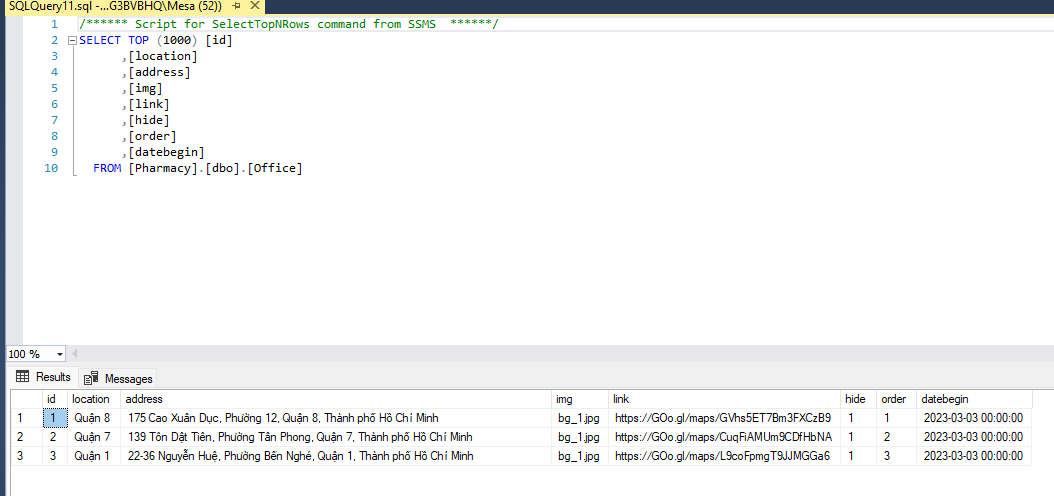 SQLQuery11.sql -...G3BVBHQ\Mesa (52))
1 /****** Script for SelectTopNRows command from SSMS  ******/
2 SELECT TOP (1000) [id]
3 ,[location]
4 ,[address]
5 ,[img]
6 ,[link]
7 ,[hide]
8 ,[order]
9 ,[datebegin]
10 FROM [Pharmacy].[dbo].[Office]
100 %
Results Messages
id location address img link hide order datebegin
1 1 Quận 8 175 Cao Xuân Dục, Phường 12, Quận 8, Thành phố Hồ Chí Minh bg_1.jpg https://GOo.gl/maps/GVhs5ET7Bm3FXCzB9 1 1 2023-03-03 00:00:00
2 2 Quận 7 139 Tôn Dật Tiên, Phường Tân Phong, Quận 7, Thành phố Hồ Chí Minh bg_1.jpg https://GOo.gl/maps/CuqFiAMUm9CDfHbNA 1 2 2023-03-03 00:00:00
3 3 Quận 1 22-36 Nguyễn Huệ, Phường Bến Nghé, Quận 1, Thành phố Hồ Chí Minh bg_1.jpg https://GOo.gl/maps/L9coFpmgT9JJMGGa6 1 3 2023-03-03 00:00:00